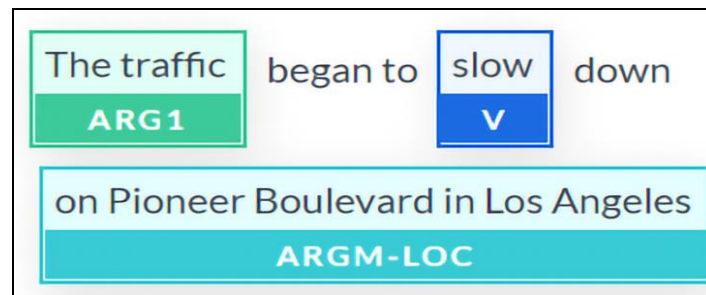 The traffic began to slow down
ARG1 V
on Pioneer Boulevard in Los Angeles
ARGM-LOC